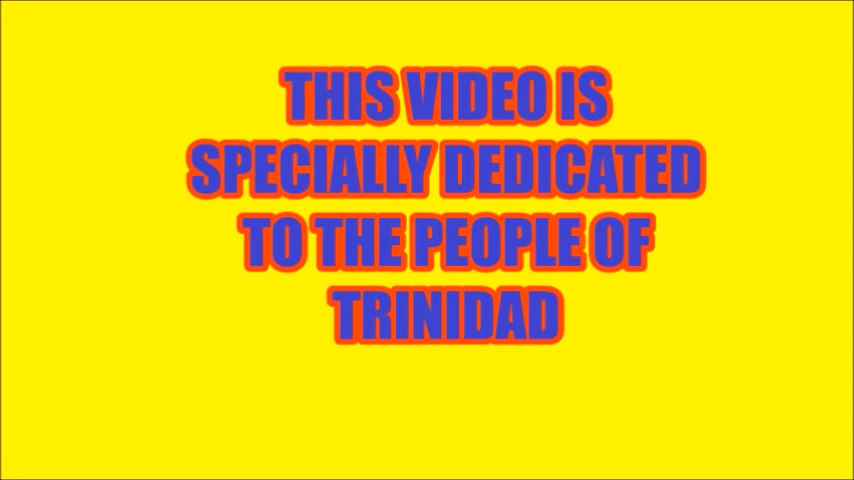 THIS VIDEO IS
SPECIALLY DEDICATED
TO THE PEOPLE OF
TRINIDAD